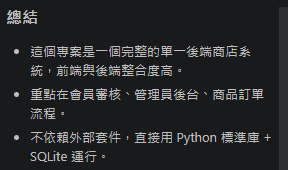 總結
• 這個專案是一個完整的單一後端商店系
統，前端與後端整合度高。
• 重點在會員審核、管理員後台、商品訂單
流程。
• 不依賴外部套件，直接用 Python 標準庫 +
SQLite 運行。